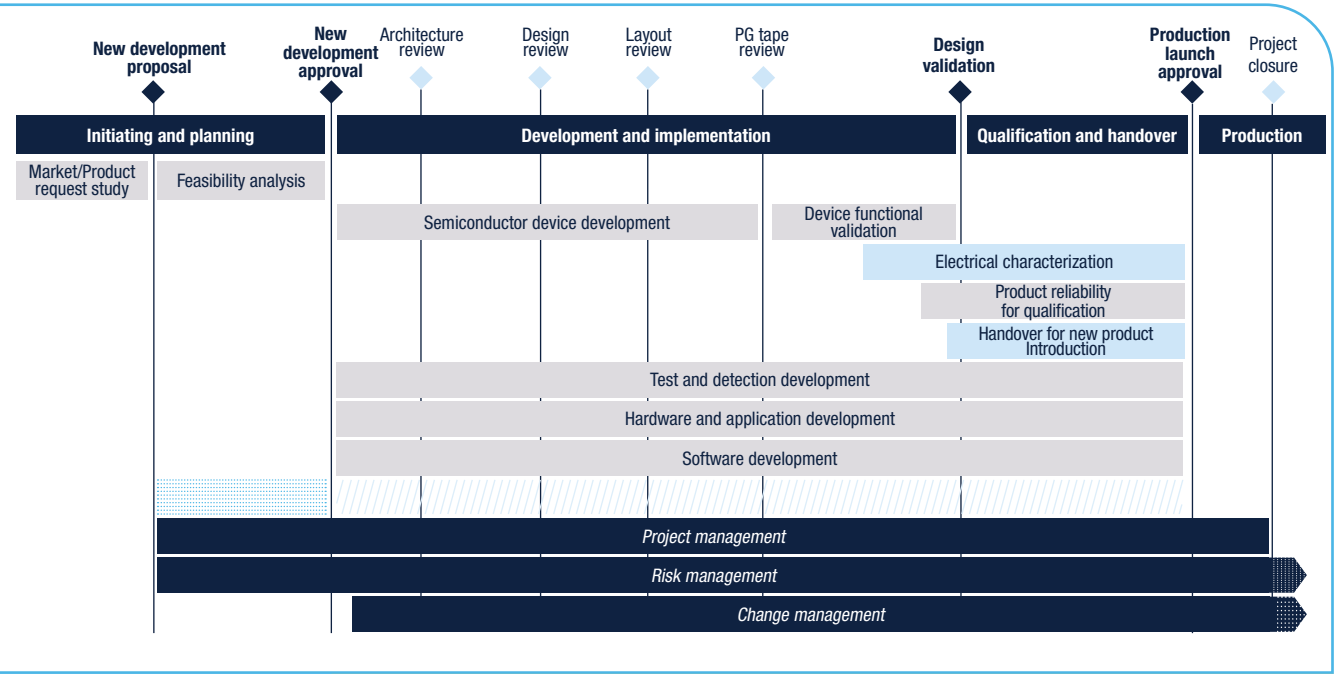 New development
proposal
New
development
approval
Architecture
review
Design
review
Layout
review
PG tape
review
Design
validation
Production
launch
approval
Project
closure
Initiating and planning
Development and implementation
Qualification and handover
Production
Market/Product
request study
Feasibility analysis
Semiconductor device development
Device functional
validation
Electrical characterization
Product reliability
for qualification
Handover for new product
Introduction
Test and detection development
Hardware and application development
Software development
Project management
Risk management
Change management